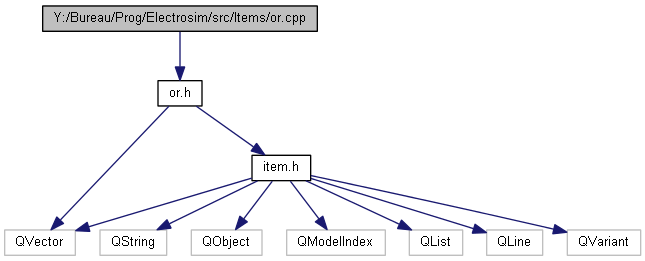 Y:/Bureau/Prog/Electrosim/src/Items/or.cpp
or.h
item.h
QVector
QString
QObject
QModelIndex
QList
QLine
QVariant